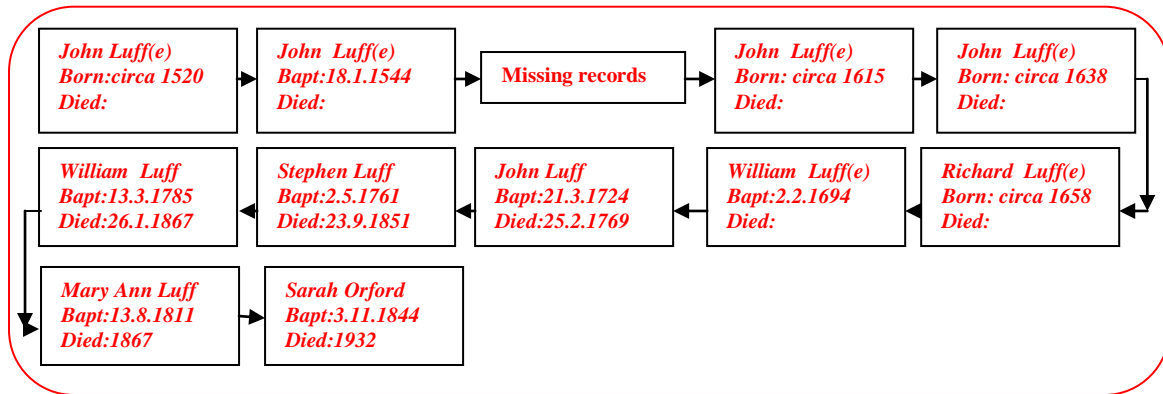 John Luff(e)
Born:circa 1520
Died:
John Luff(e)
Bapt:18.1.1544
Died:
Missing records
John Luff(e)
Born: circa 1615
Died:
John Luff(e)
Born: circa 1638
Died:
William Luff
Bapt:13.3.1785
Died:26.1.1867
Stephen Luff
Bapt:2.5.1761
Died:23.9.1851
John Luff
Bapt:21.3.1724
Died:25.2.1769
William Luff(e)
Bapt:2.2.1694
Died:
Richard Luff(e)
Born: circa 1658
Died:
Mary Ann Luff
Bapt:13.8.1811
Died:1867
Sarah Orford
Bapt:3.11.1844
Died:1932